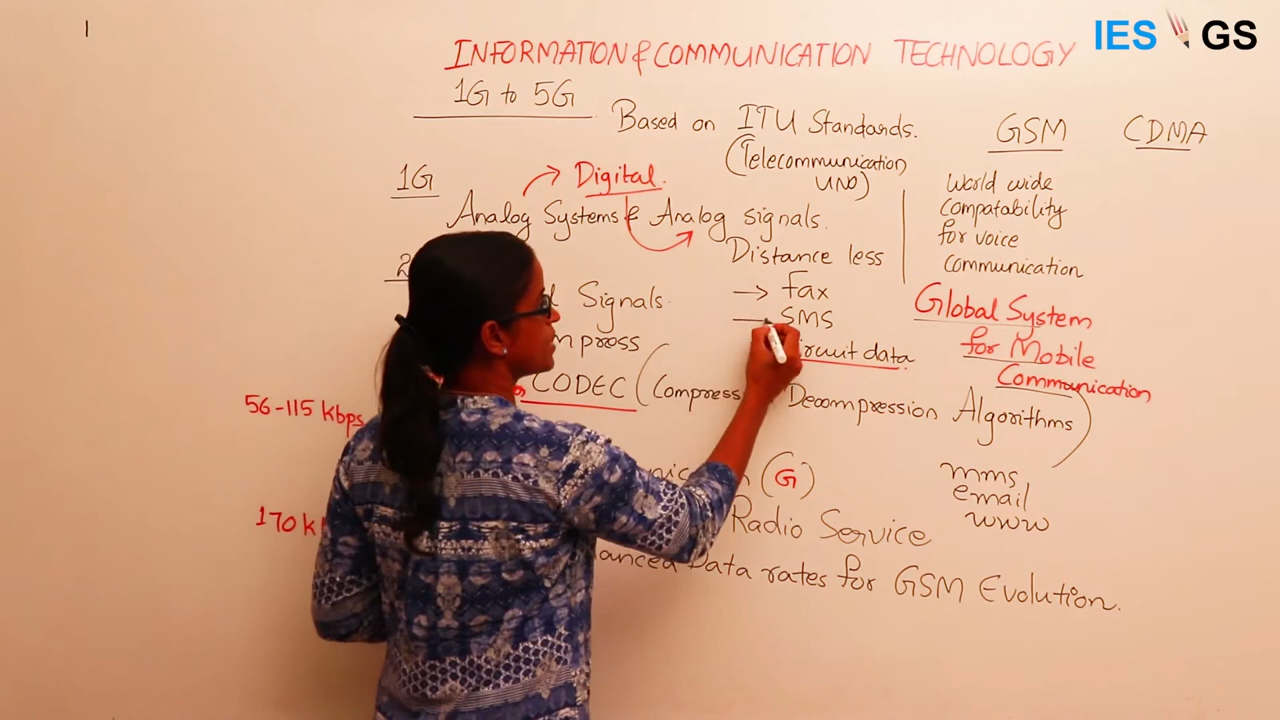 IES GS
INFORMATION & COMMUNICATION TECHNOLOGY
1G to 5G
Based on ITU Standards.
(Telecommunication
UNO)
GSM
CDMA
1G
→ Digital.
Analog Systems & Analog signals.
Distance less
World wide
Compatability
for voice
communication
2
Signals.
→ fax
→ SMS
Circuit data
Global System
for Mobile
Communication
CODEC (Compress Decompression Algorithms)
56-115 kbps
(G)
mms
email
www
170 k
Radio Service
Data rates for GSM Evolution.